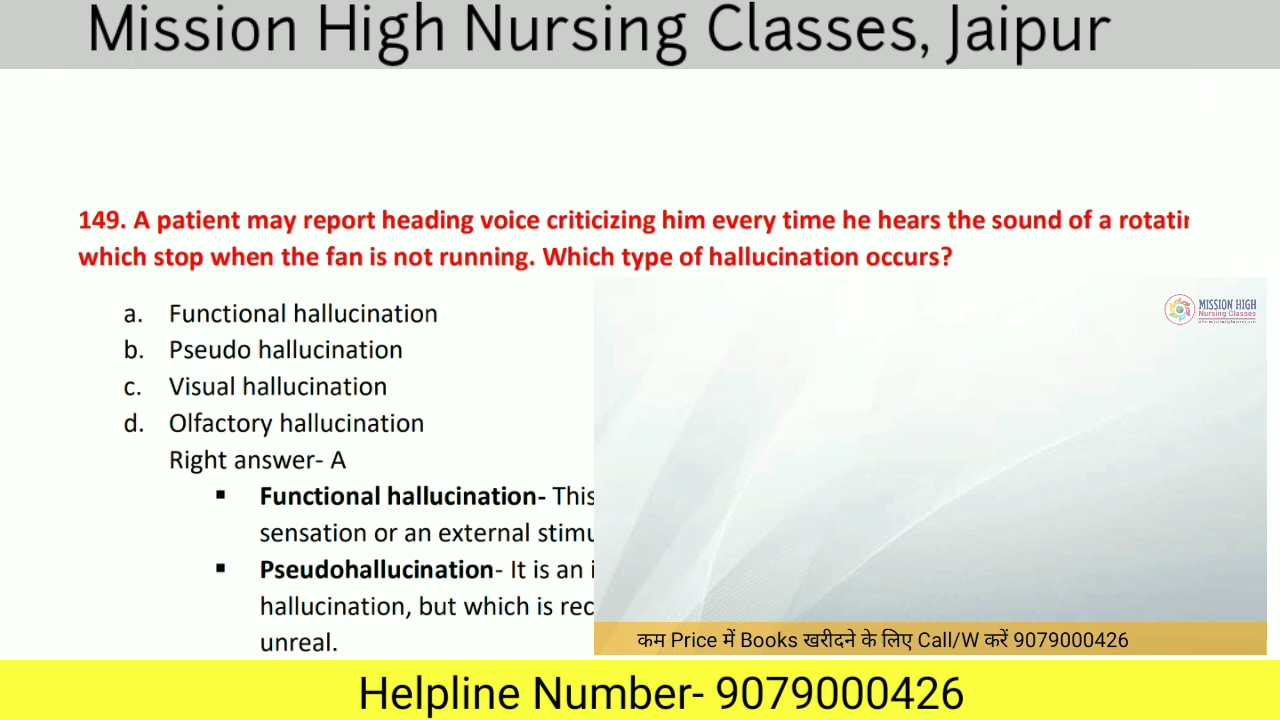 Mission High Nursing Classes, Jaipur
149. A patient may report heading voice criticizing him every time he hears the sound of a
which stop when the fan is not running. Which type of hallucination occurs?
a. Functional hallucination
b. Pseudo hallucination
c. Visual hallucination
d. Olfactory hallucination
Right answer- A
▪ Functional hallucination- This
sensation or an external
▪ Pseudohallucination- It is an
hallucination, but which is
unreal.
MISSION HIGH
Nursing Classes
कम Price में Books खरीदने के लिए Call/W करें 9079000426
Helpline Number- 9079000426